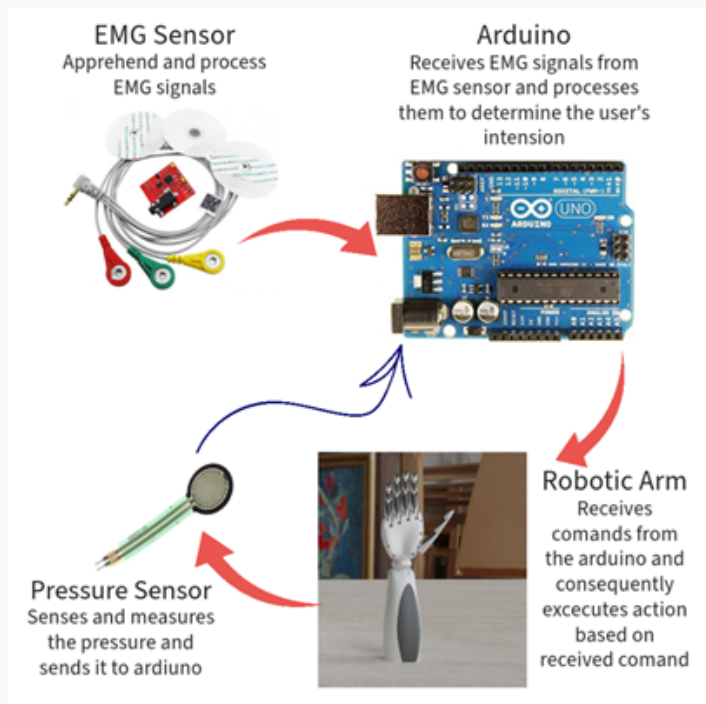 EMG Sensor
Apprehend and process
EMG signals
Arduino
Receives EMG signals from
EMG sensor and processes
them to determine the user's
intension
UNO
ARDUINO
Robotic Arm
Receives
comands from
the arduino and
consequently
excecutes action
based on
received comand
Pressure Sensor
Senses and measures
the pressure and
sends it to ardiuno